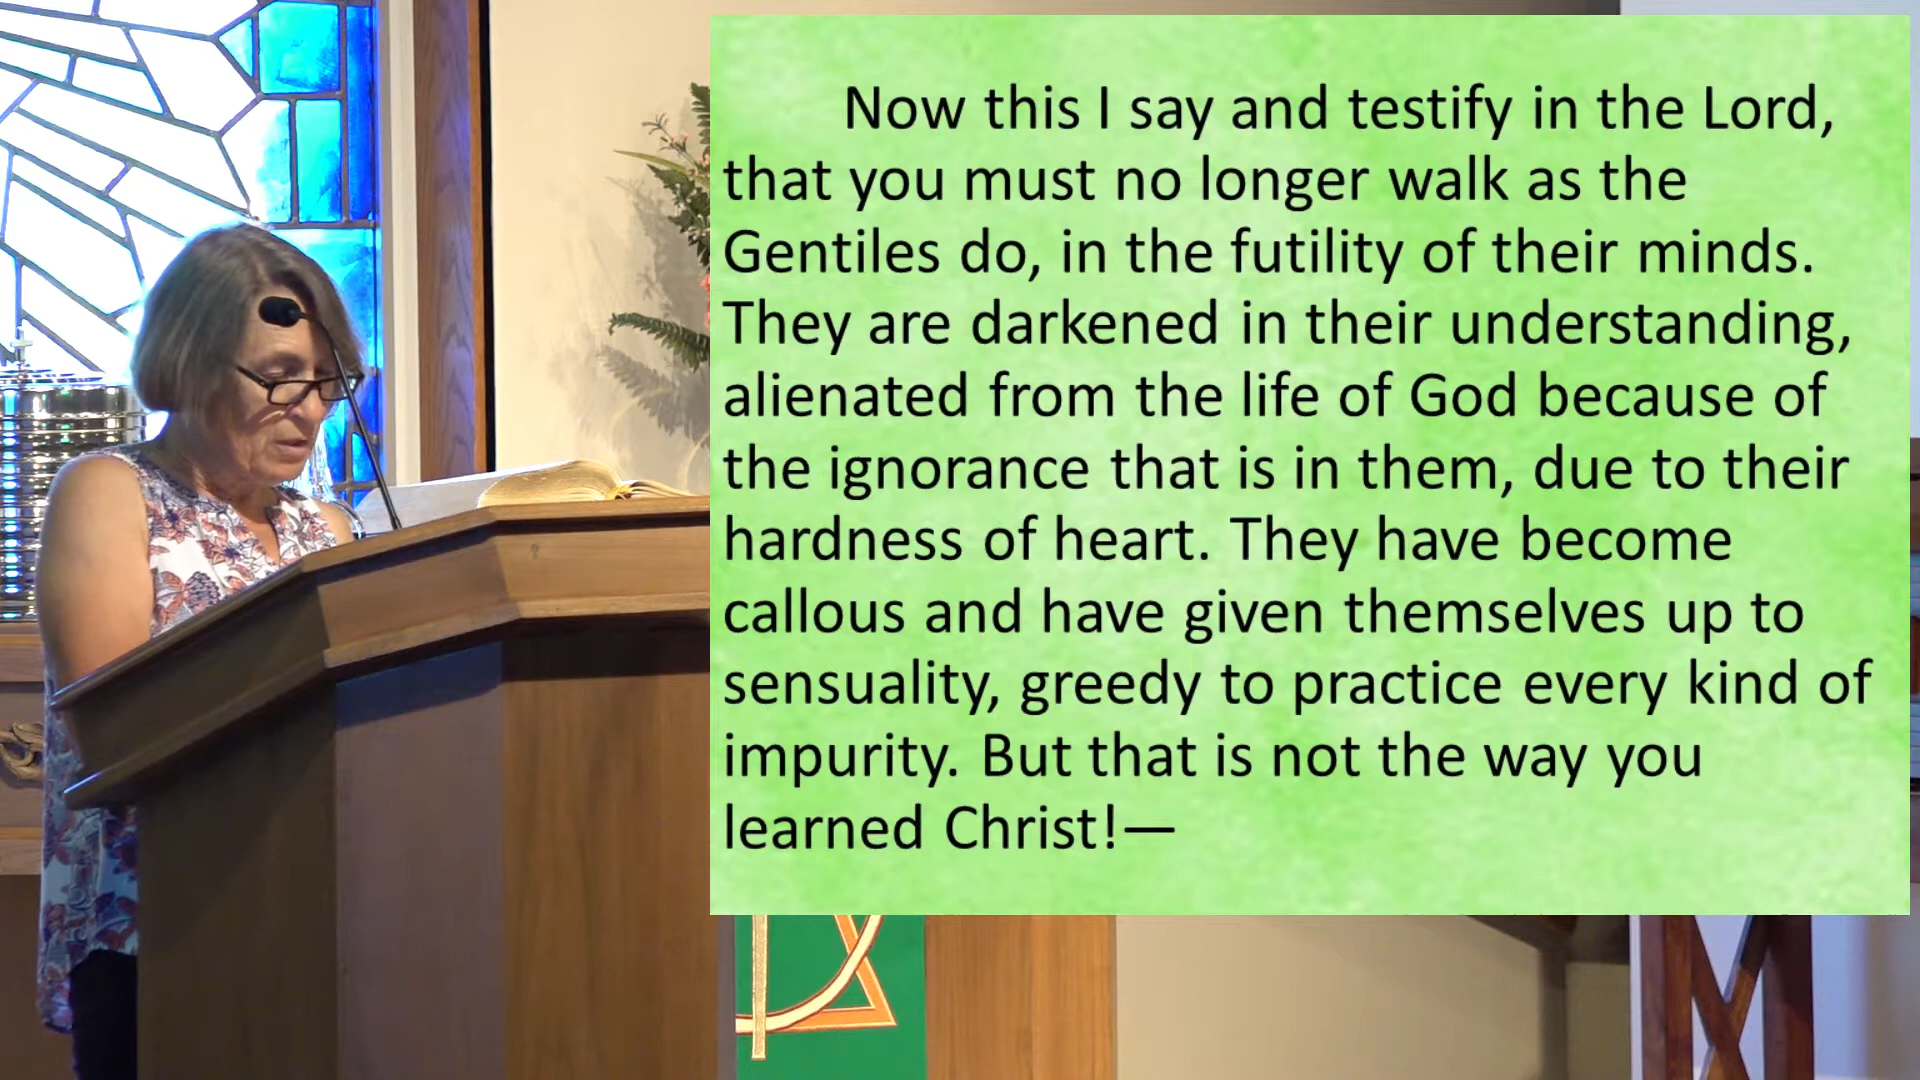 Now this I say and testify in the Lord,
that you must no longer walk as the
Gentiles do, in the futility of their minds.
They are darkened in their understanding,
alienated from the life of God because of
the ignorance that is in them, due to their
hardness of heart. They have become
callous and have given themselves up to
sensuality, greedy to practice every kind of
impurity. But that is not the way you
learned Christ!—